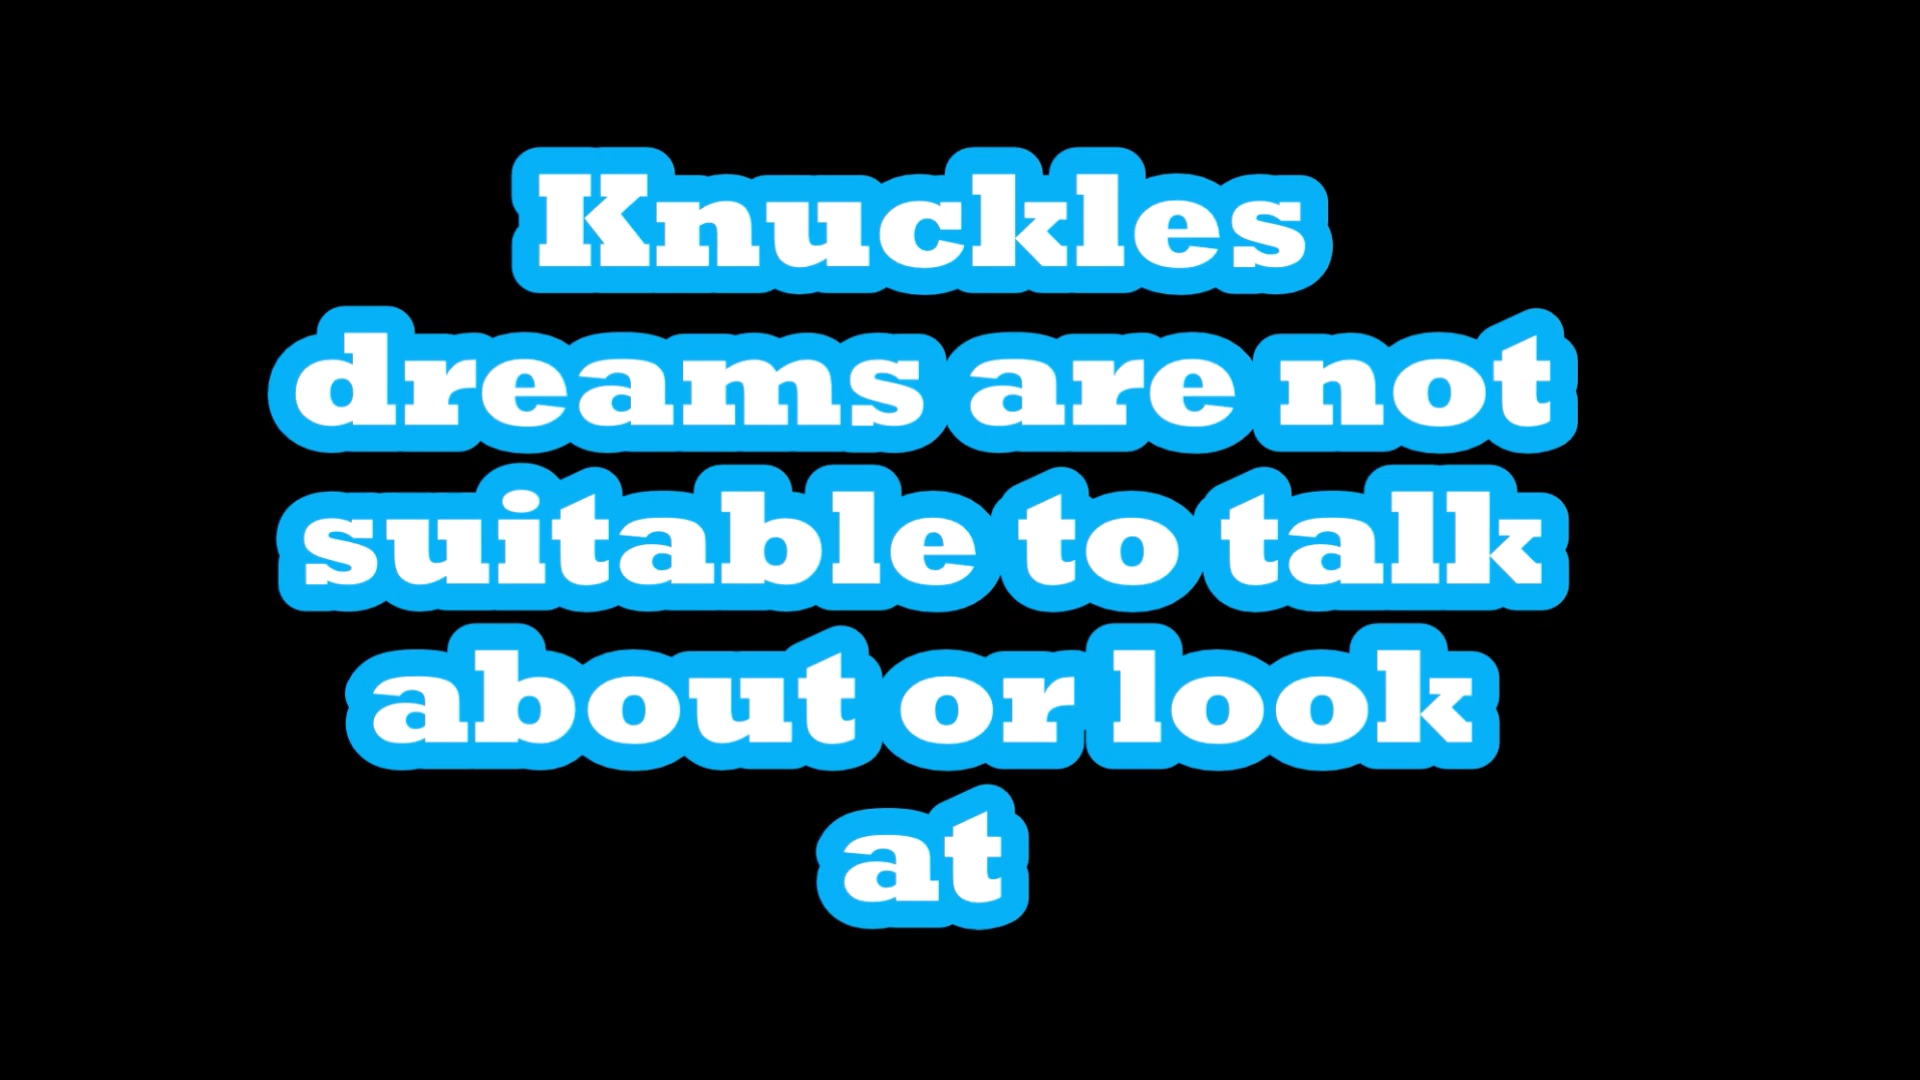 Knuckles
dreams are not
suitable to talk
about or look
at